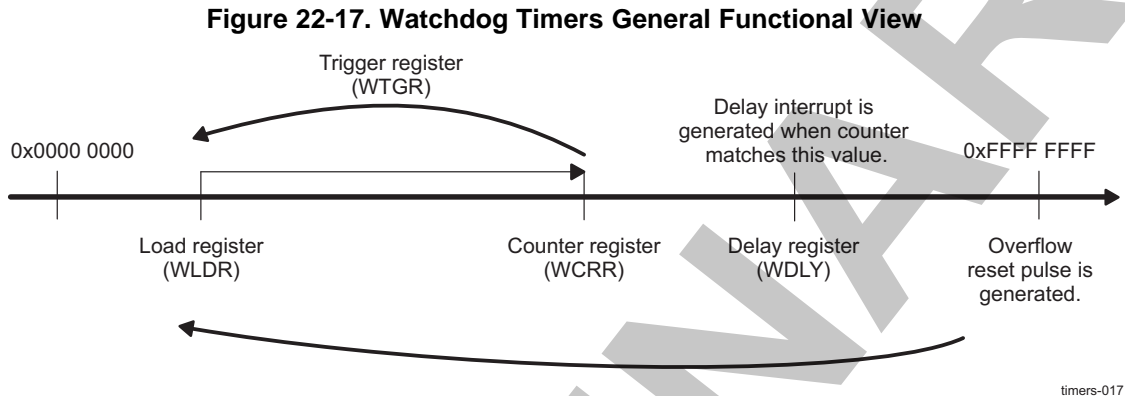 Figure 22-17. Watchdog Timers General Functional View
Trigger register
(WTGR)
Delay interrupt is
generated when counter
matches this value.
0x0000 0000
0xFFFF FFFF
Load register
(WLDR)
Counter register
(WCRR)
Delay register
(WDLY)
Overflow
reset pulse is
generated.
timers-017